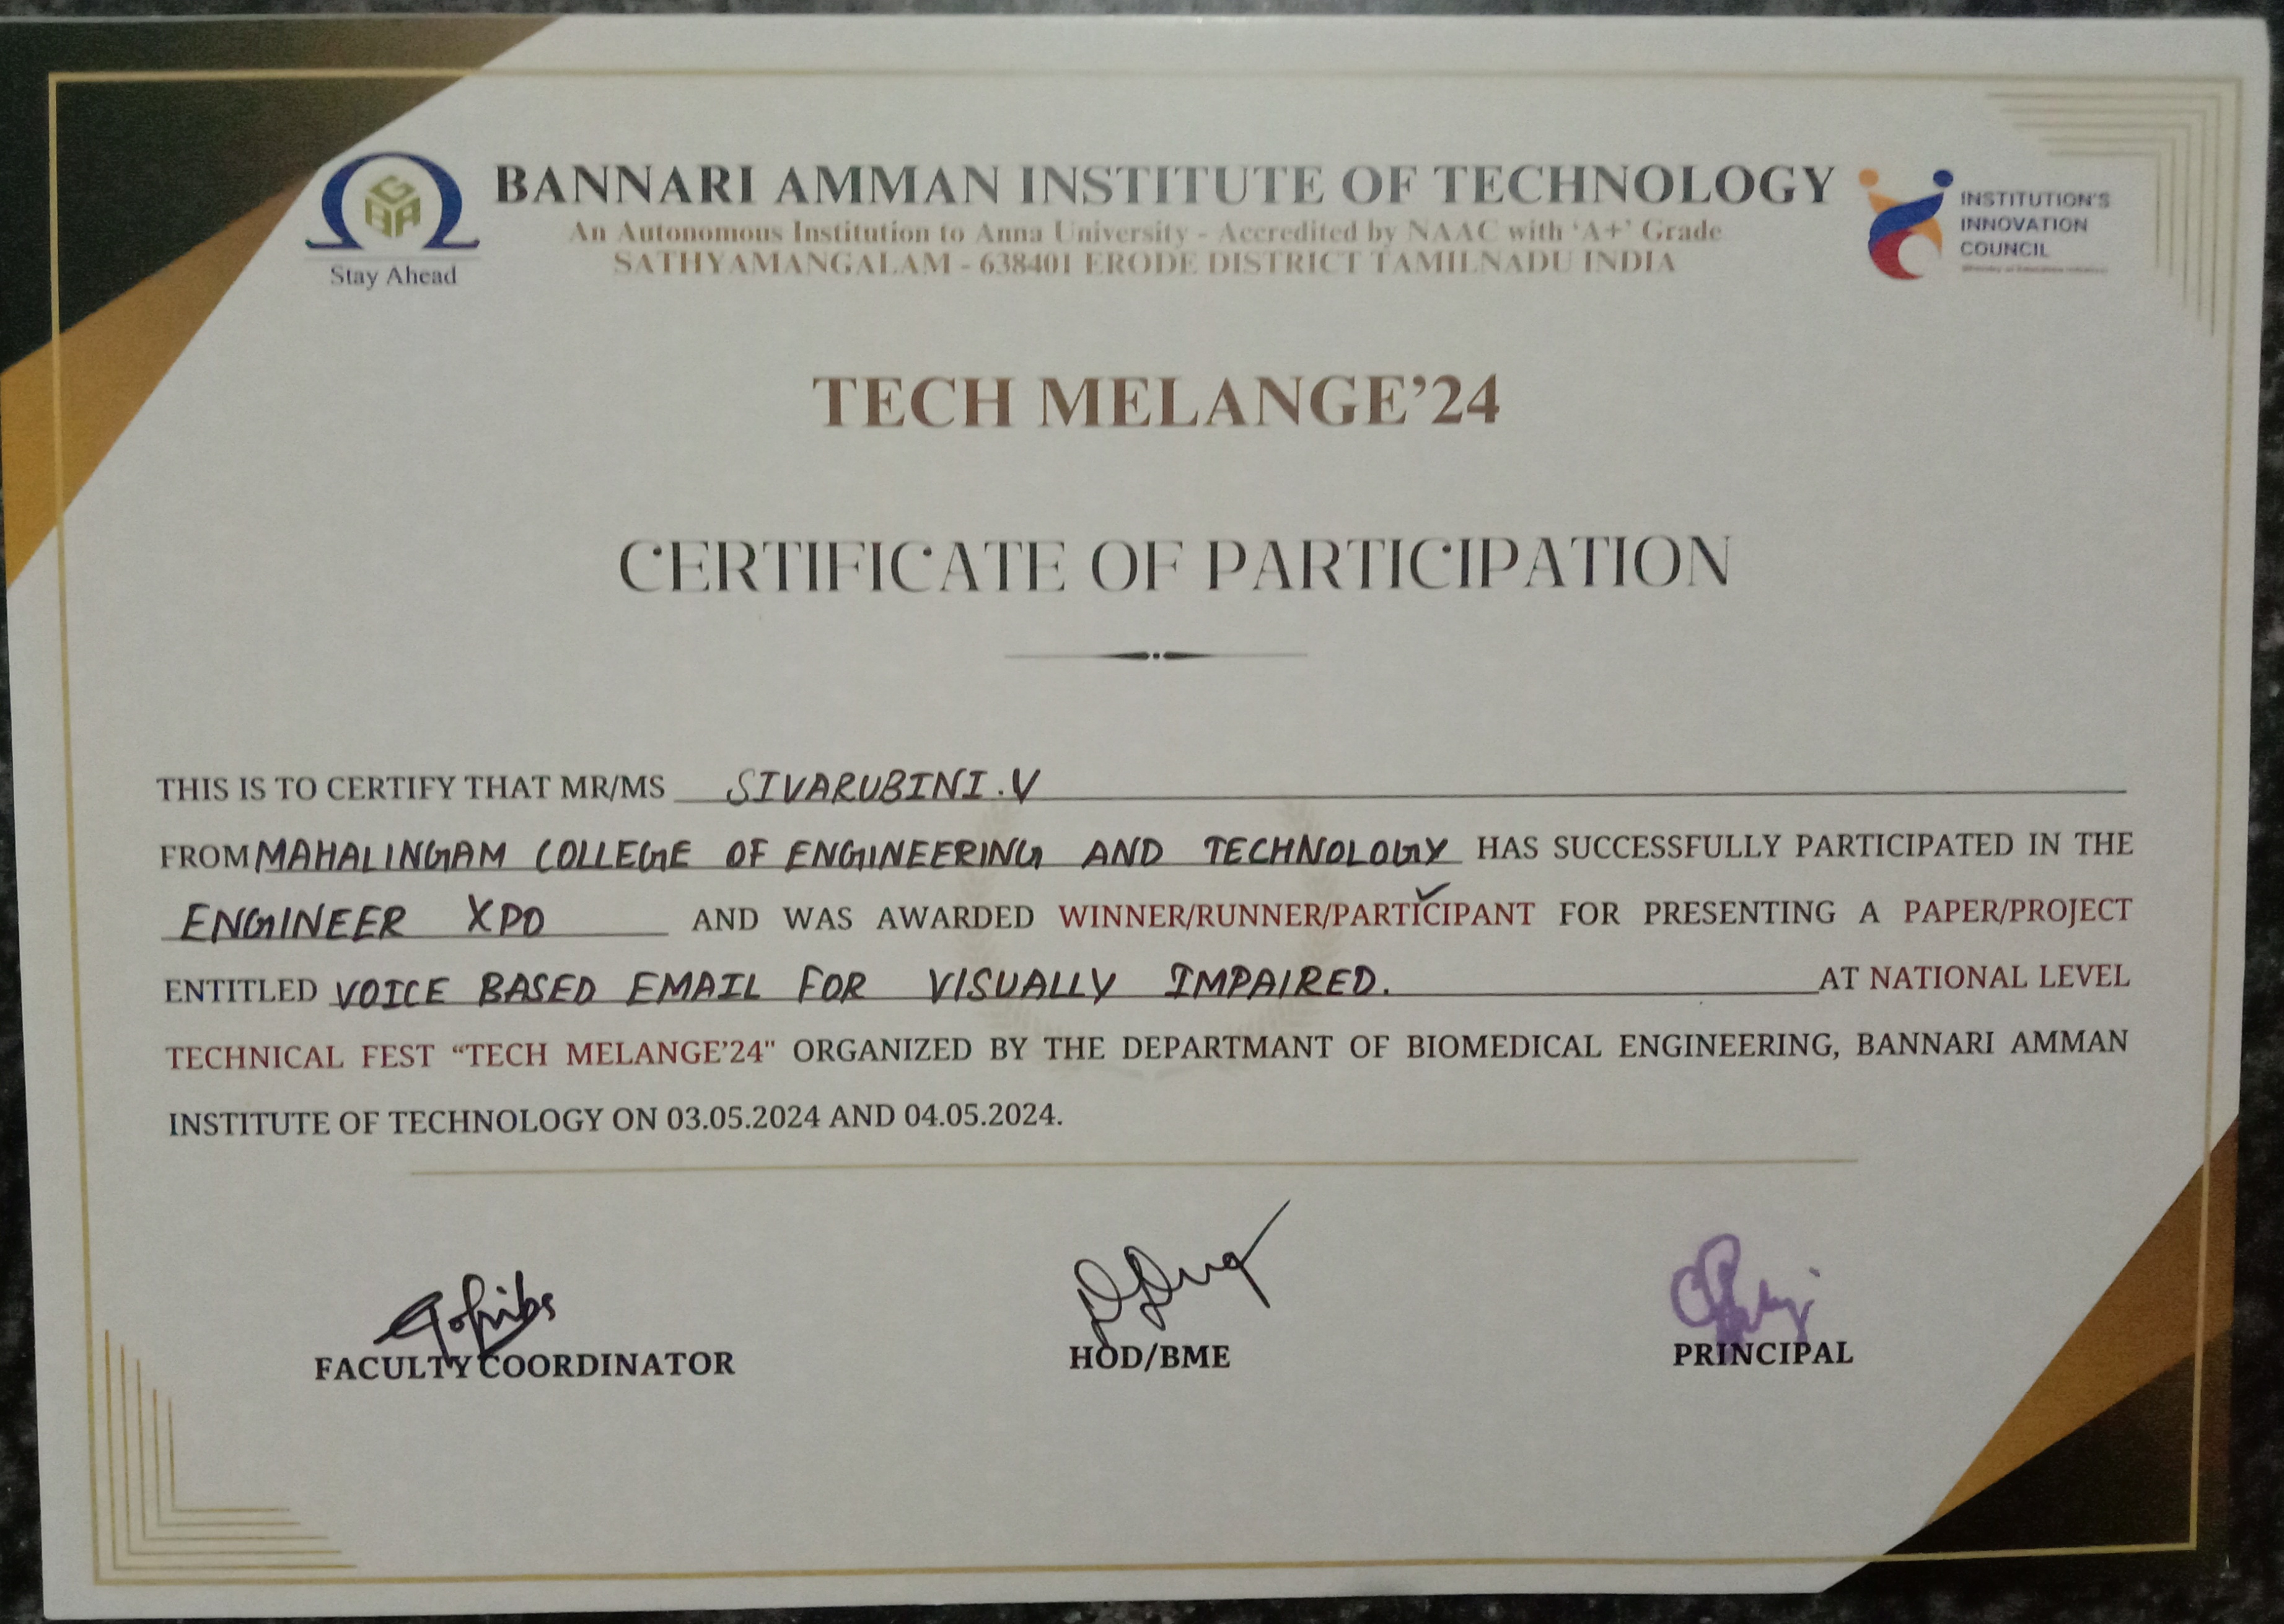 GBA
Stay Ahead
BANNARI AMMAN INSTITUTE OF TECHNOLOGY
An Autonomous Institution to Anna University - Accredited by NAAC with ‘A+’ Grade
SATHYAMANGALAM - 638401 ERODE DISTRICT TAMILNADU INDIA
INSTITUTION'S
INNOVATION
COUNCIL
TECH MELANGE’24
CERTIFICATE OF PARTICIPATION
THIS IS TO CERTIFY THAT MR/MS SIVARUBINI.V
FROM MAHALINGAM COLLEGE OF ENGINEERING AND TECHNOLOGY HAS SUCCESSFULLY PARTICIPATED IN THE
ENGINEER XPO AND WAS AWARDED WINNER/RUNNER/PARTICIPANT FOR PRESENTING A PAPER/PROJECT
ENTITLED VOICE BASED EMAIL FOR VISUALLY IMPAIRED. AT NATIONAL LEVEL
TECHNICAL FEST “TECH MELANGE’24" ORGANIZED BY THE DEPARTMANT OF BIOMEDICAL ENGINEERING, BANNARI AMMAN
INSTITUTE OF TECHNOLOGY ON 03.05.2024 AND 04.05.2024.
FACULTY COORDINATOR
HOD/BME
PRINCIPAL